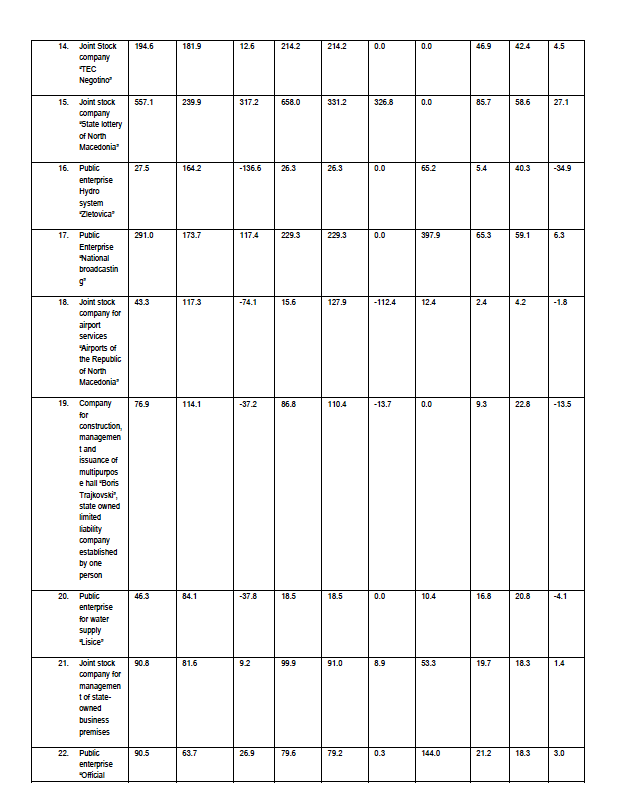 14. Joint Stock 194.6 181.9 12.6 214.2 214.2 0.0 0.0 46.9 42.4 4.5
company
“TEC
Negotino”
15. Joint stock 557.1 239.9 317.2 658.0 331.2 326.8 0.0 85.7 58.6 27.1
company
“State lottery
of North
Macedonia”
16. Public 27.5 164.2 -136.6 26.3 26.3 0.0 65.2 5.4 40.3 -34.9
enterprise
Hydro
system
“Zletovica”
17. Public 291.0 173.7 117.4 229.3 229.3 0.0 397.9 65.3 59.1 6.3
Enterprise
“National
broadcastin
g”
18. Joint stock 43.3 117.3 -74.1 15.6 127.9 -112.4 12.4 2.4 4.2 -1.8
company for
airport
services
“Airports of
the Republic
of North
Macedonia”
19. Company 76.9 114.1 -37.2 86.8 110.4 -13.7 0.0 9.3 22.8 -13.5
for
construction,
managemen
t and
issuance of
multipurpos
e hall “Boris
Trajkovski”,
state owned
limited
liability
company
established
by one
person
20. Public 46.3 84.1 -37.8 18.5 18.5 0.0 10.4 16.8 20.8 -4.1
enterprise
for water
supply
“Lisice”
21. Joint stock 90.8 81.6 9.2 99.9 91.0 8.9 53.3 19.7 18.3 1.4
company for
managemen
t of state-
owned
business
premises
22. Public 90.5 63.7 26.9 79.6 79.2 0.3 144.0 21.2 18.3 3.0
enterprise
“Official